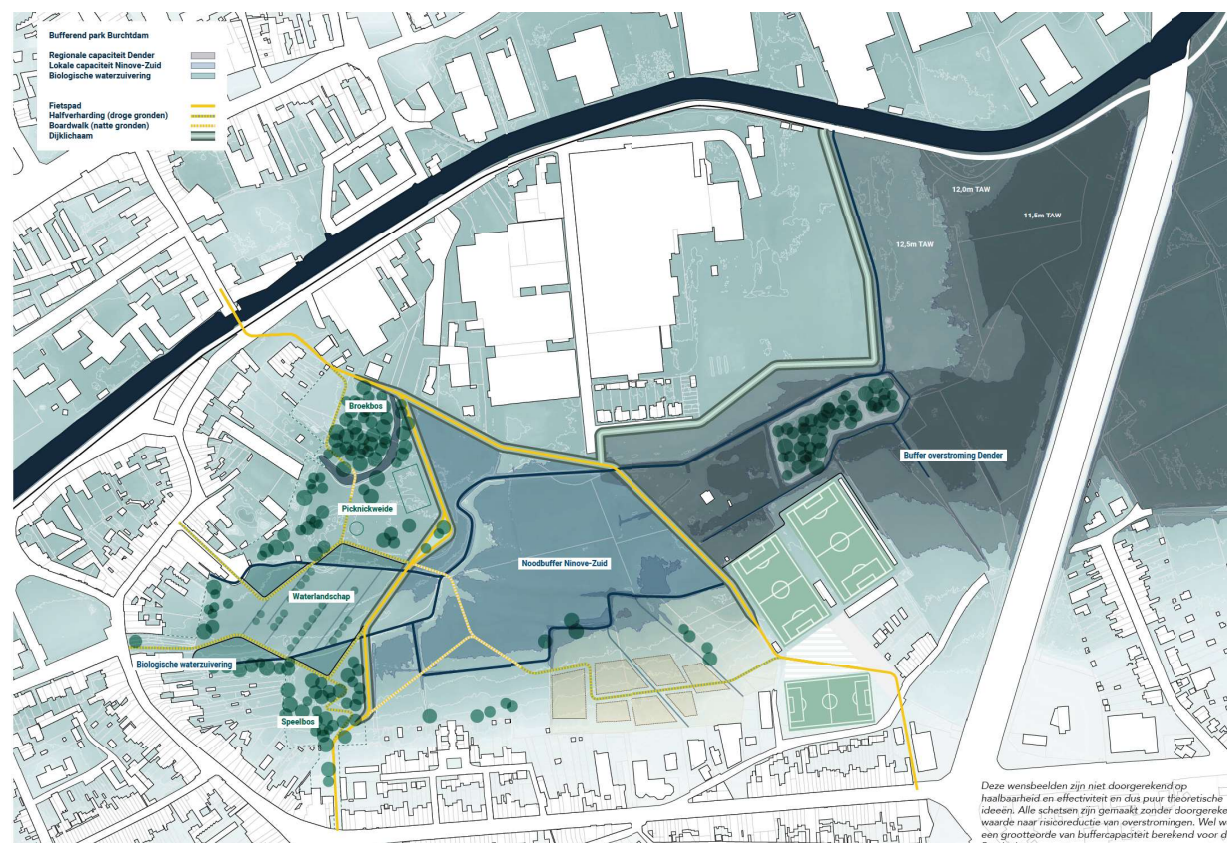 Bufferend park Burchtdam
Regionale capaciteit Dender
Lokale capaciteit Ninove-Zuid
Biologische waterzuivering
Fietspad
Halfverharding (droge gronden)
Boardwalk (natte gronden)
Dijklichaam
12,0m TAW
11,5m TAW
12,5m TAW
Broekbos
Buffer overstroming Dender
Picknickweide
Noodbuffer Ninove-Zuid
Waterlandschap
Biologische waterzuivering
Speelbos
Deze wensbeelden zijn niet doorgerekend op
haalbaarheid en effectiviteit en dus puur theoretische
ideeën. Alle schetsen zijn gemaakt zonder doorgereke
waarde naar risicoreductie van overstromingen. Wel w
een grootteorde van buffercapaciteit berekend voor d